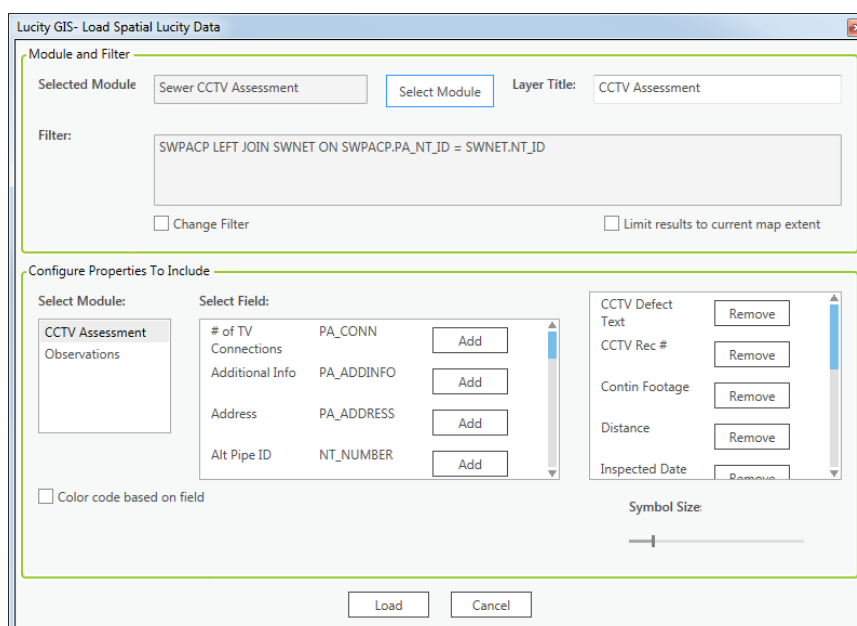 Lucity GIS- Load Spatial Lucity Data
Module and Filter
Selected Module
Sewer CCTV Assessment
Select Module
Layer Title:
CCTV Assessment
Filter:
SWPACP LEFT JOIN SWNET ON SWPACP.PA_NT_ID = SWNET.NT_ID
Change Filter
Limit results to current map extent
Configure Properties To Include
Select Module:
CCTV Assessment
Observations
Select Field:
# of TV
Connections
PA_CONN
Add
Additional Info
PA_ADDINFO
Add
Address
PA_ADDRESS
Add
Alt Pipe ID
NT_NUMBER
Add
CCTV Defect
Text
Remove
CCTV Rec #
Remove
Contin Footage
Remove
Distance
Remove
Inspected Date
Remove
Color code based on field
Symbol Size:
Load
Cancel